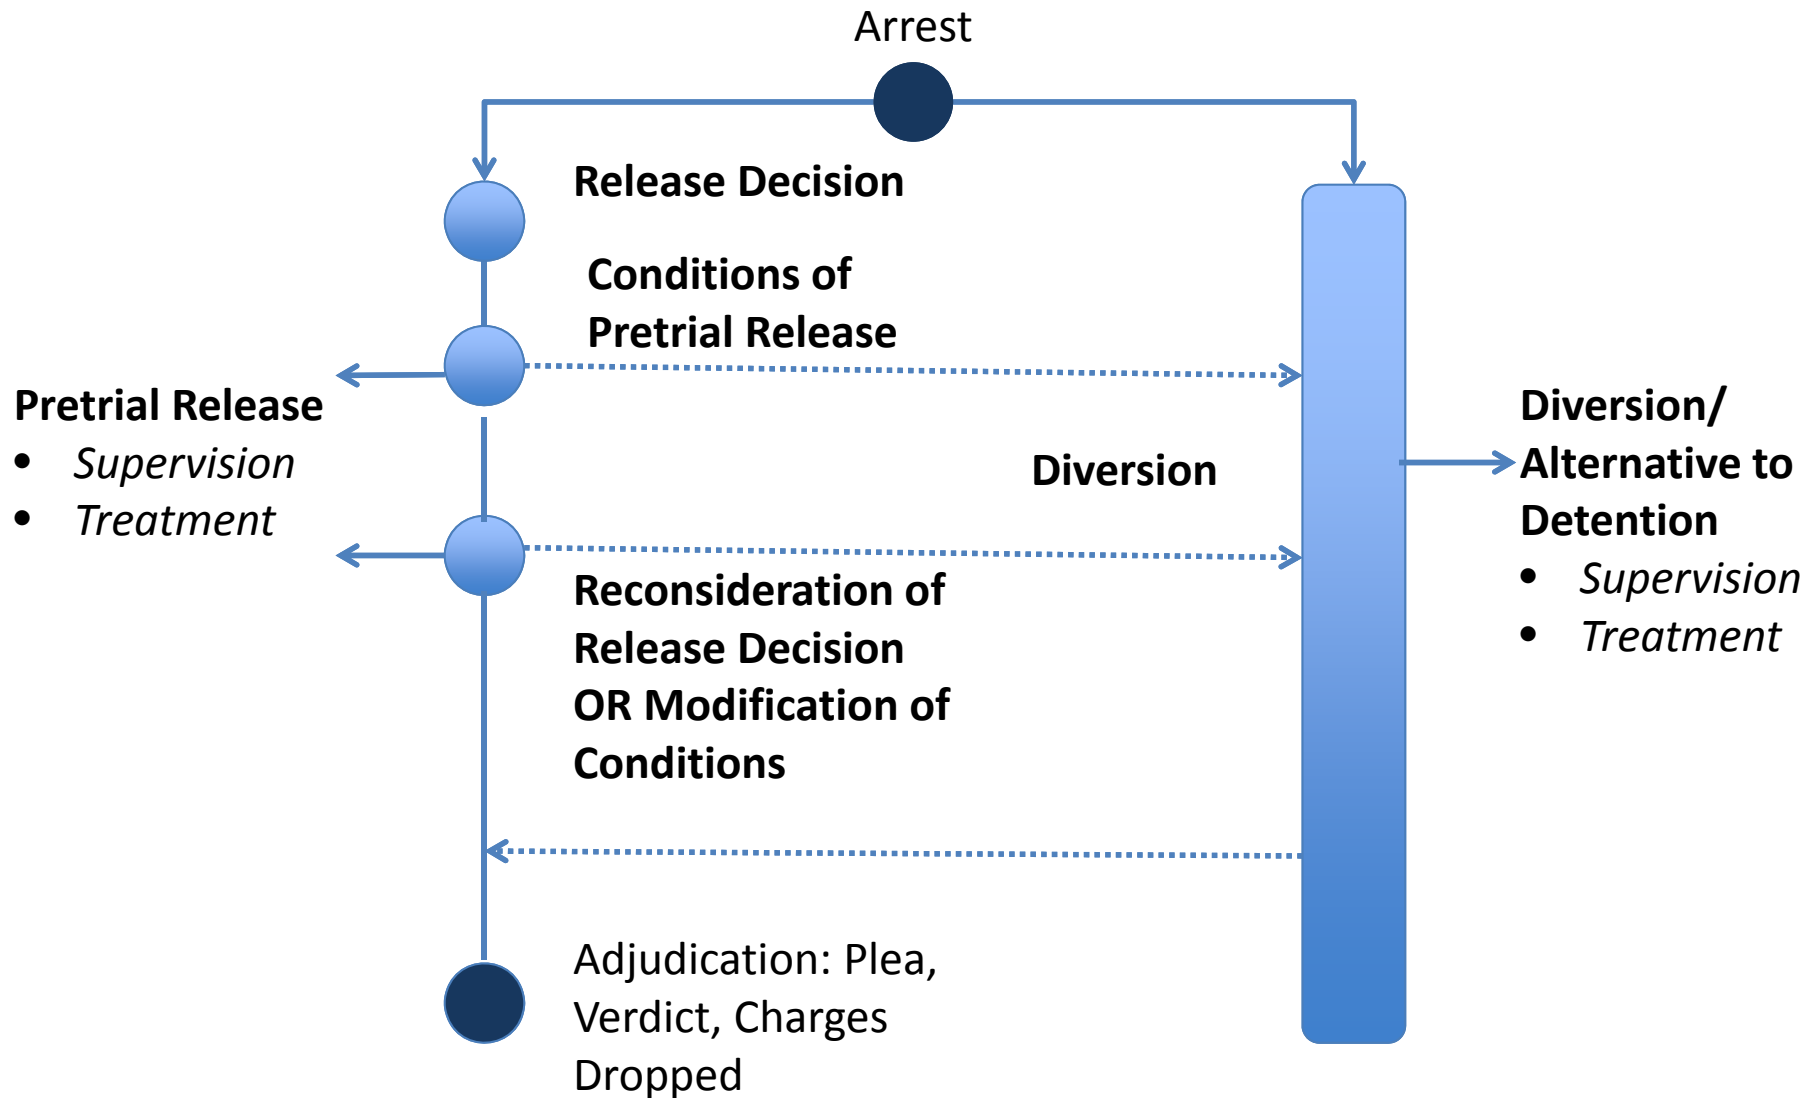 Arrest
Release Decision
Conditions of
Pretrial Release
Pretrial Release
• Supervision
• Treatment
Diversion
Diversion/
Alternative to
Detention
• Supervision
• Treatment
Reconsideration of
Release Decision
OR Modification of
Conditions
Adjudication: Plea,
Verdict, Charges
Dropped